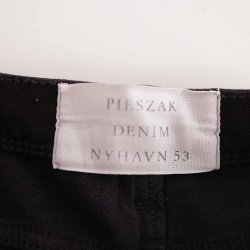 PIESZAK
DENIM
NYHAVN 53